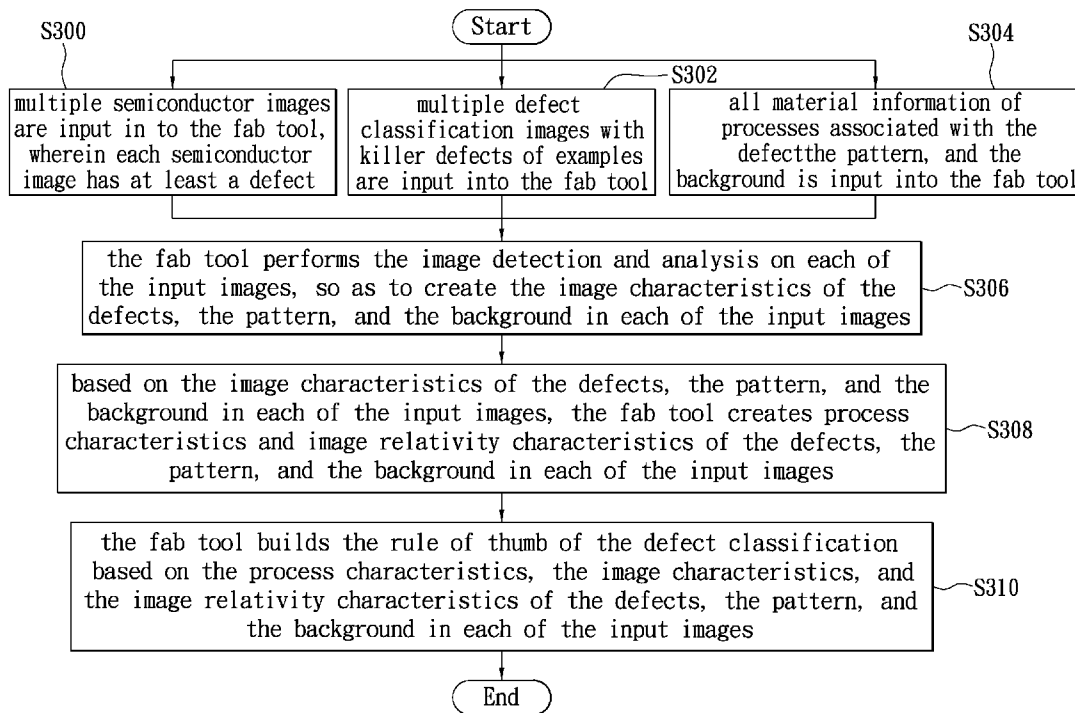 Start
S300
multiple semiconductor images
are input in to the fab tool,
wherein each semiconductor
image has at least a defect
S302
multiple defect
classification images with
killer defects of examples
are input into the fab tool
S304
all material information of
processes associated with the
defectthe pattern, and the
background is input into the fab tool
the fab tool performs the image detection and analysis on each of
the input images, so as to create the image characteristics of the
defects, the pattern, and the background in each of the input images
S306
based on the image characteristics of the defects, the pattern, and the
background in each of the input images, the fab tool creates process
characteristics and image relativity characteristics of the defects, the
pattern, and the background in each of the input images
S308
the fab tool builds the rule of thumb of the defect classification
based on the process characteristics, the image characteristics, and
the image relativity characteristics of the defects, the pattern, and
the background in each of the input images
S310
End